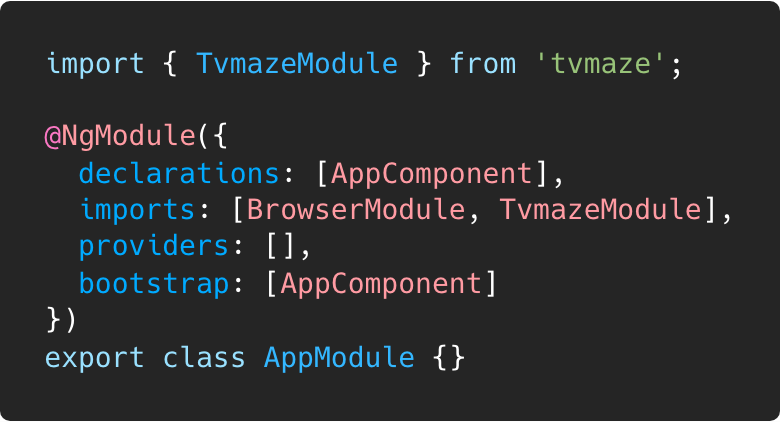 import { TvmazeModule } from 'tvmaze';
@NgModule({
  declarations: [AppComponent],
  imports: [BrowserModule, TvmazeModule],
  providers: [],
  bootstrap: [AppComponent]
})
export class AppModule {}